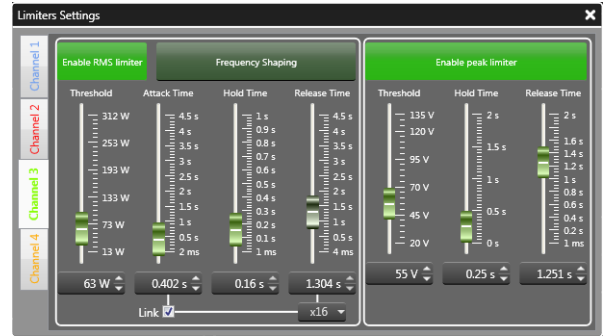 Limiters Settings
Channel 1
Channel 2
Channel 3
Channel 4
Enable RMS limiter
Frequency Shaping
Threshold
312 W
253 W
193 W
133 W
73 W
13 W
63 W
Attack Time
4.5 s
4 s
3.5 s
3 s
2.5 s
2 s
1.5 s
1 s
0.5 s
2 ms
0.402 s
Hold Time
1 s
0.9 s
0.8 s
0.7 s
0.6 s
0.5 s
0.4 s
0.3 s
0.2 s
0.1 s
1 ms
0.16 s
Release Time
4.5 s
4 s
3.5 s
3 s
2.5 s
2 s
1.5 s
1 s
0.5 s
4 ms
1.304 s
Link
x16
Enable peak limiter
Threshold
135 V
120 V
95 V
70 V
45 V
20 V
55 V
Hold Time
2 s
1.5 s
1 s
0.5 s
0 s
0.25 s
Release Time
2 s
1.6 s
1.4 s
1.2 s
1 s
0.8 s
0.6 s
0.4 s
0.2 s
1 ms
1.251 s